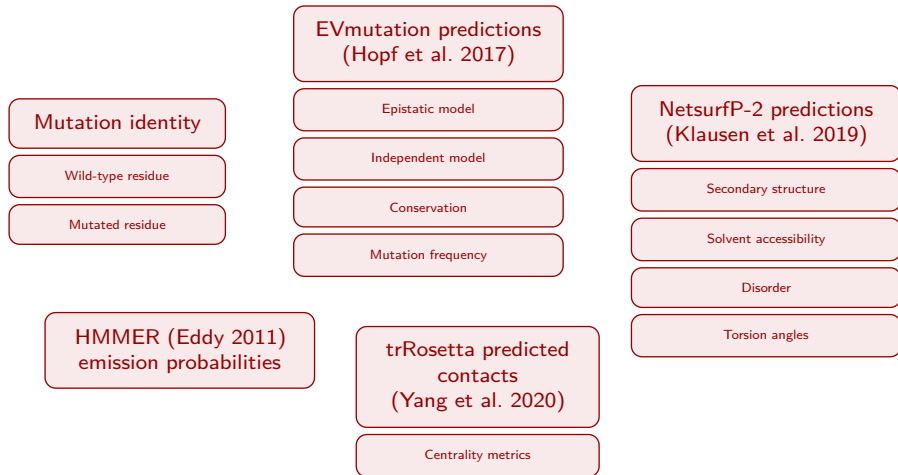 EVmutation predictions
(Hopf et al. 2017)
Epistatic model
Independent model
Conservation
Mutation frequency
Mutation identity
Wild-type residue
Mutated residue
NetsurfP-2 predictions
(Klausen et al. 2019)
Secondary structure
Solvent accessibility
Disorder
Torsion angles
HMMER (Eddy 2011)
emission probabilities
trRosetta predicted
contacts
(Yang et al. 2020)
Centrality metrics